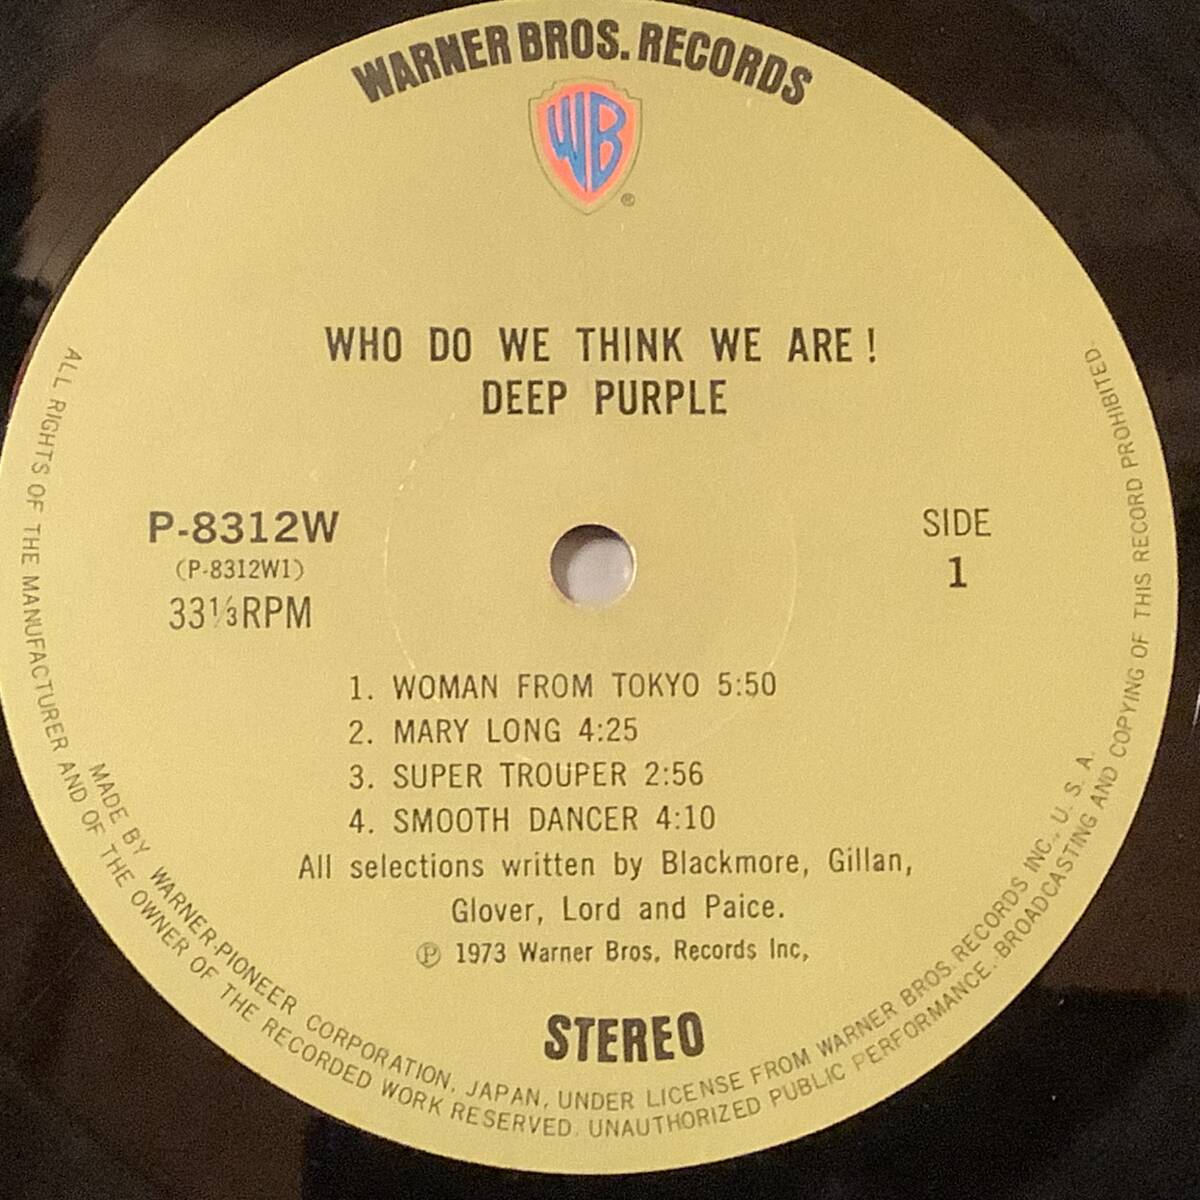 WARNER BROS. RECORDS
WB
®
WHO DO WE THINK WE ARE!
DEEP PURPLE
P-8312W
(P-8312W1)
33⅓RPM
SIDE
1
1. WOMAN FROM TOKYO 5:50
2. MARY LONG 4:25
3. SUPER TROUPER 2:56
4. SMOOTH DANCER 4:10
All selections written by Blackmore, Gillan,
Glover, Lord and Paice.
Ⓟ 1973 Warner Bros. Records Inc,
STEREO
MADE BY WARNER-PIONEER CORPORATION, JAPAN, UNDER LICENSE FROM WARNER BROS. RECORDS INC., U. S. A.
ALL RIGHTS OF THE MANUFACTURER AND OF THE OWNER OF THE RECORDED WORK RESERVED. UNAUTHORIZED PUBLIC PERFORMANCE. BROADCASTING AND COPYING OF THIS RECORD PROHIBITED.